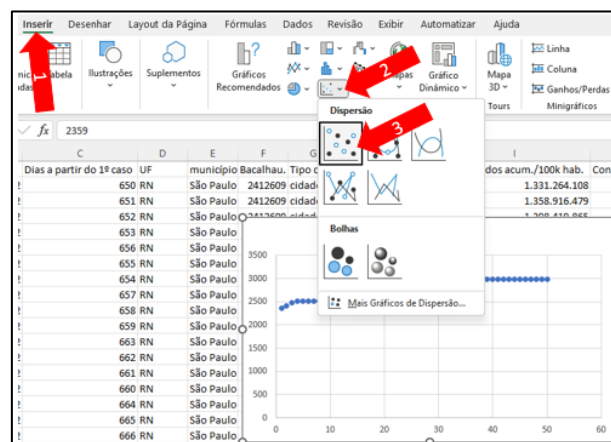 Inserir Desenhar Layout da Página Fórmulas Dados Revisão Exibir Automatizar Ajuda
Ilustrações Suplementos Gráficos Recomendados Gráfico Dinâmico Mapa 3D Linha
Coluna
Ganhos/Perdas
Tours Minigráficos
1
2
3
fx 2359
Dispersão
Bolhas
Mais Gráficos de Dispersão...
C D E F G I
Dias a partir do 1º caso UF município Bacalhau. dos acum./100k hab.
650 RN São Paulo 2412609 cidade 1.331.264.108
651 RN São Paulo 2412609 cidade 1.358.916.479
652 RN São Paulo
653 RN São Paulo
656 RN São Paulo
655 RN São Paulo
654 RN São Paulo
657 RN São Paulo
658 RN São Paulo
659 RN São Paulo
663 RN São Paulo
662 RN São Paulo
661 RN São Paulo
660 RN São Paulo
664 RN São Paulo
665 RN São Paulo
666 RN São Paulo
3500
3000
2500
2000
1500
1000
500
0
0 10 20 30 40 50 60